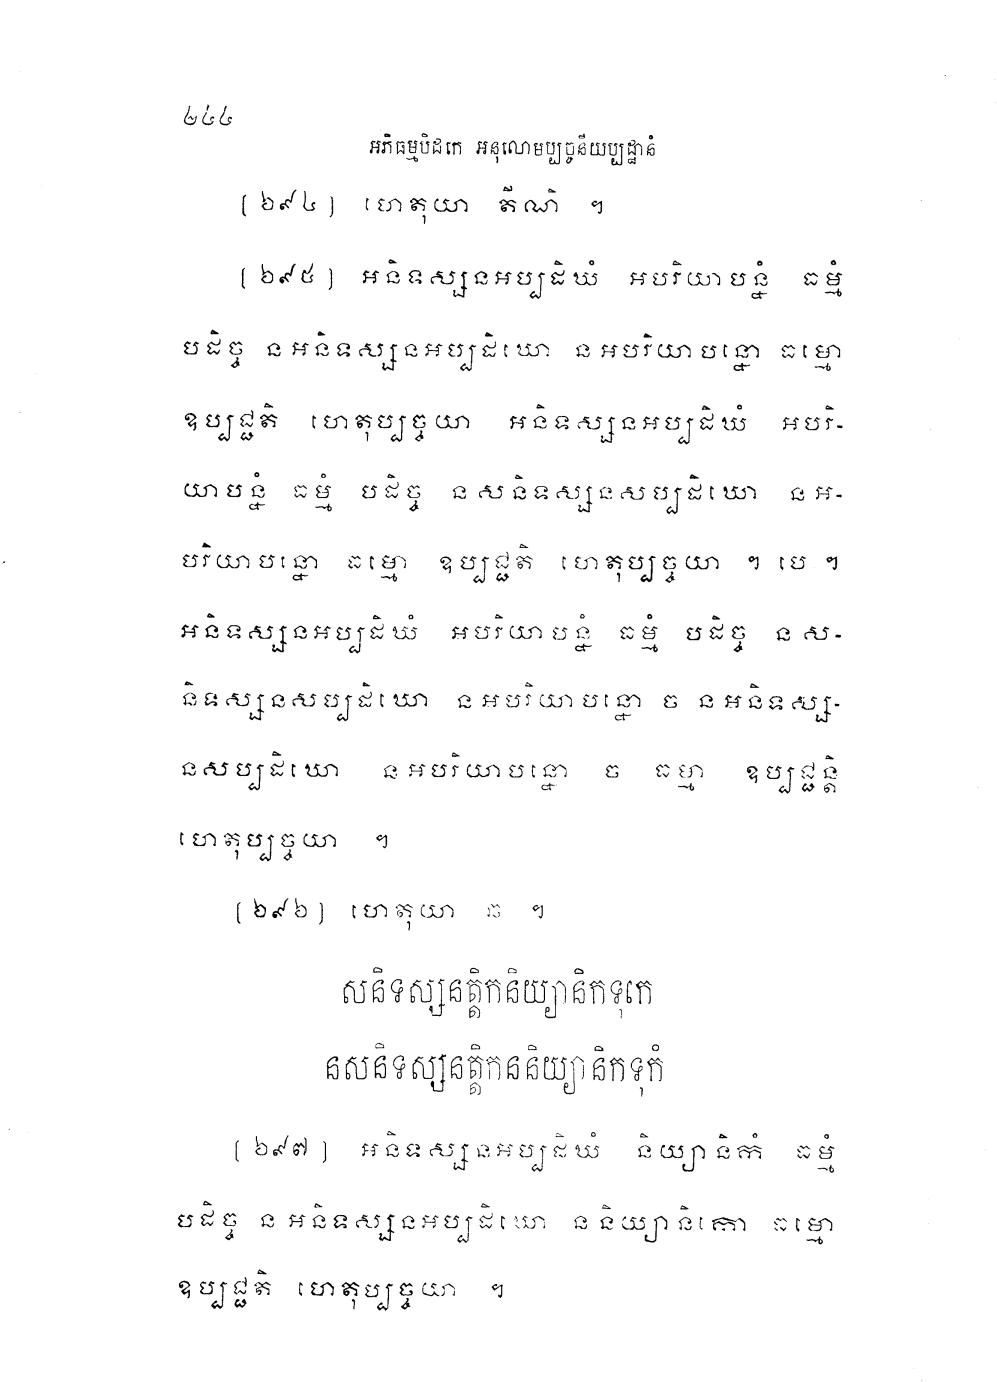 ២៤៤
អភិធម្មបិដកេ អនុលោមប្បច្ចនីយប្បដ្ឋានំ
[៦៩៤] ហេតុយា តីណិ ។
[៦៩៥] អនិទស្សនអប្បដិឃំ អបរិយាបន្នំ ធម្មំ
បដិច្ច នអនិទស្សនអប្បដិឃោ នអបរិយាបន្នោ ធម្មោ
ឧប្បជ្ជតិ ហេតុប្បច្ចយា អនិទស្សនអប្បដិឃំ អបរិ-
យាបន្នំ ធម្មំ បដិច្ច នសនិទស្សនសប្បដិឃោ នអ-
បរិយាបន្នោ ធម្មោ ឧប្បជ្ជតិ ហេតុប្បច្ចយា ។ បេ ។
អនិទស្សនអប្បដិឃំ អបរិយាបន្នំ ធម្មំ បដិច្ច នស-
និទស្សនសប្បដិឃោ នអបរិយាបន្នោ ច នអនិទស្ស-
នសប្បដិឃោ នអបរិយាបន្នោ ច ធម្មា ឧប្បជ្ជន្តិ
ហេតុប្បច្ចយា ។
[៦៩៦] ហេតុយា ឆ ។
សនិទស្សនត្តិកនិយ្យានិកទុកេ
នសនិទស្សនត្តិកននិយ្យានិកទុកំ
[៦៩៧] អនិទស្សនអប្បដិឃំ និយ្យានិកំ ធម្មំ
បដិច្ច នអនិទស្សនអប្បដិឃោ ននិយ្យានិកោ ធម្មោ
ឧប្បជ្ជតិ ហេតុប្បច្ចយា ។